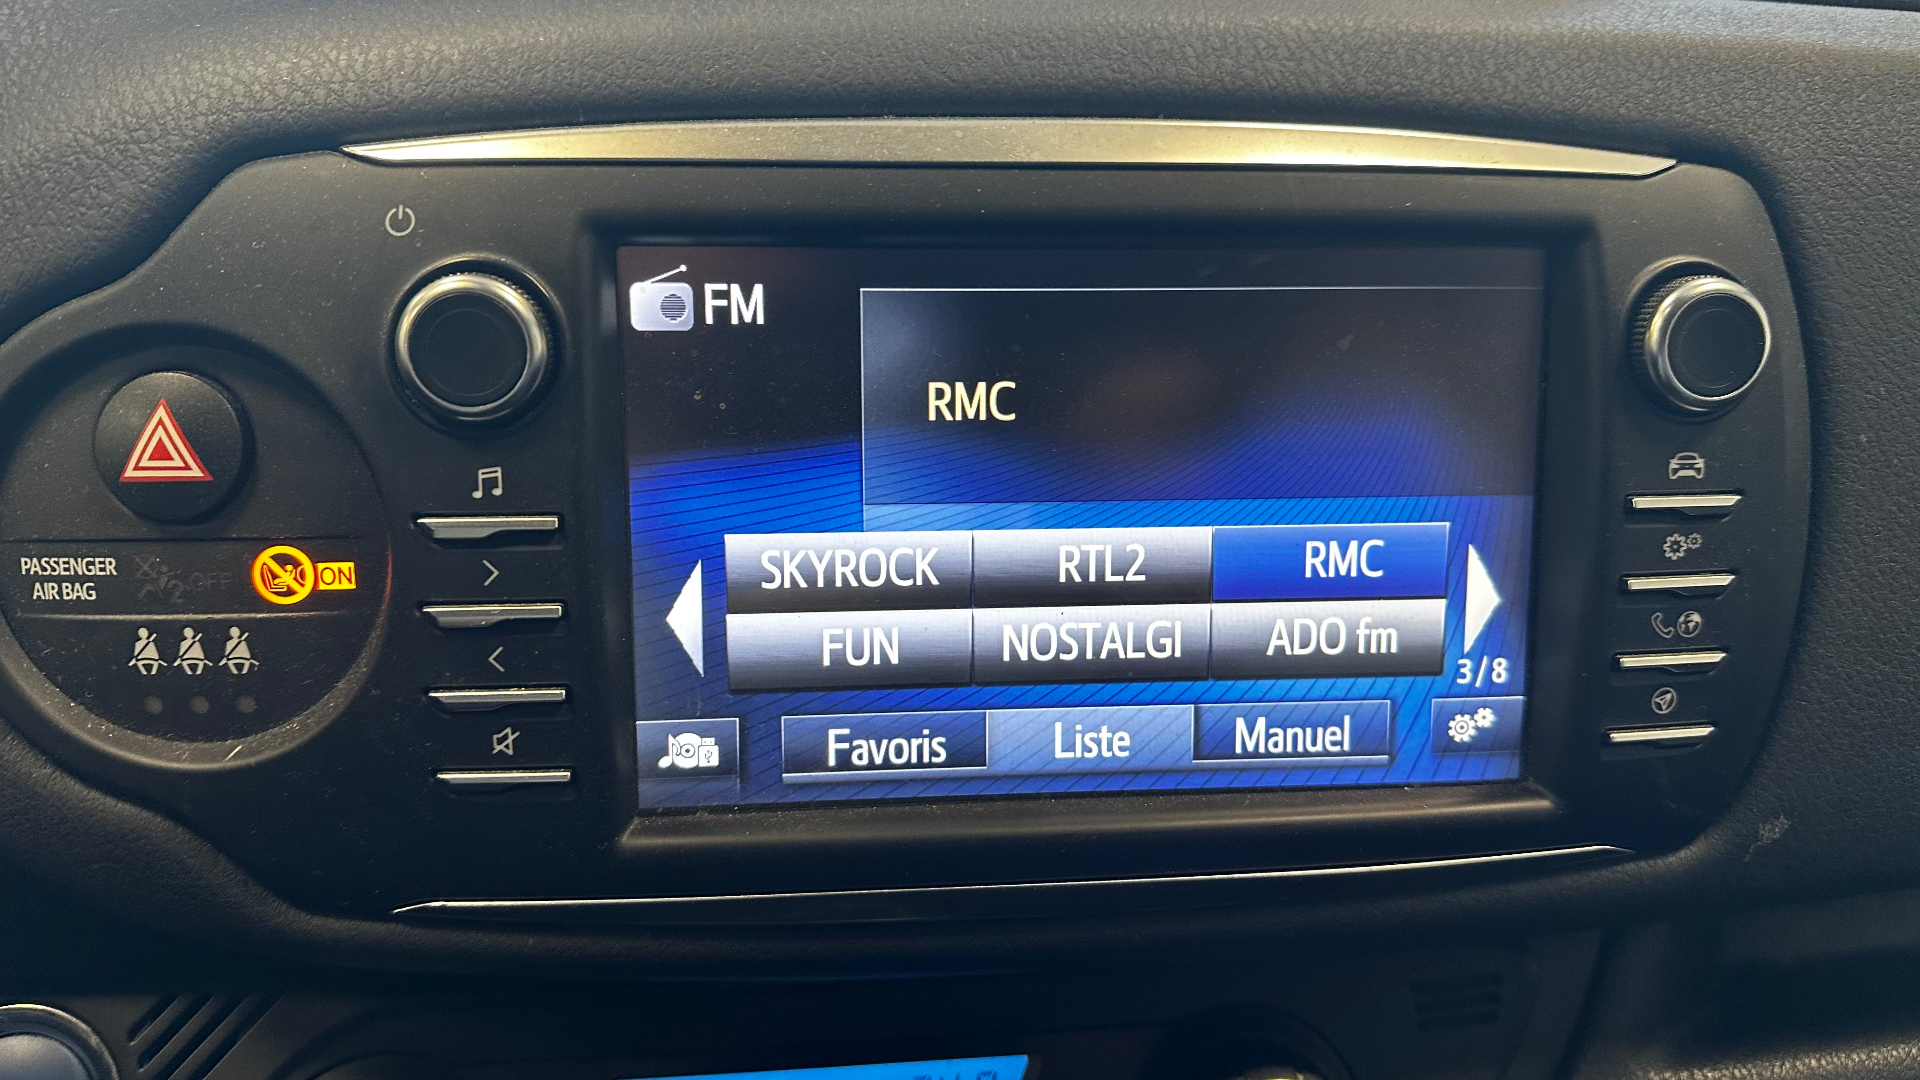 FM
RMC
SKYROCK RTL2 RMC
FUN NOSTALGI ADO fm
3/8
Favoris Liste Manuel
PASSENGER
AIR BAG
OFF ON